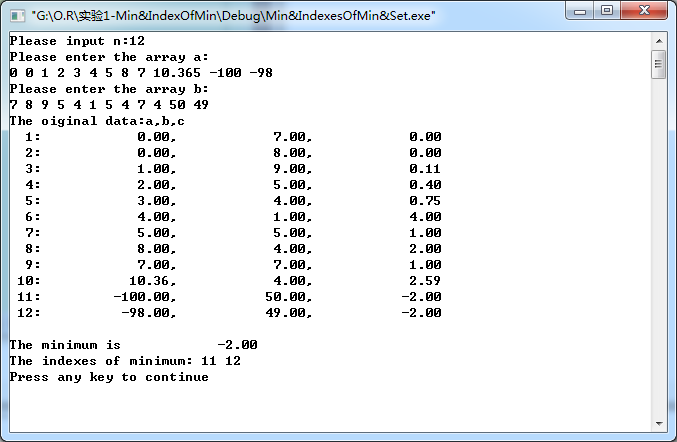 "G:\O.R\实验1-Min&IndexOfMin\Debug\Min&IndexesOfMin&Set.exe"
Please input n:12
Please enter the array a:
0 0 1 2 3 4 5 8 7 10.365 -100 -98
Please enter the array b:
7 8 9 5 4 1 5 4 7 4 50 49
The oiginal data:a,b,c
1: 0.00, 7.00, 0.00
2: 0.00, 8.00, 0.00
3: 1.00, 9.00, 0.11
4: 2.00, 5.00, 0.40
5: 3.00, 4.00, 0.75
6: 4.00, 1.00, 4.00
7: 5.00, 5.00, 1.00
8: 8.00, 4.00, 2.00
9: 7.00, 7.00, 1.00
10: 10.36, 4.00, 2.59
11: -100.00, 50.00, -2.00
12: -98.00, 49.00, -2.00
The minimum is -2.00
The indexes of minimum: 11 12
Press any key to continue